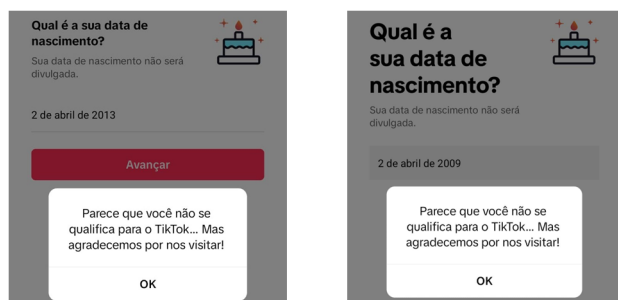 Qual é a sua data de
nascimento?
Sua data de nascimento não será
divulgada.
2 de abril de 2013
Avançar
Parece que você não se
qualifica para o TikTok... Mas
agradecemos por nos visitar!
OK
Qual é a
sua data de
nascimento?
Sua data de nascimento não será
divulgada.
2 de abril de 2009
Parece que você não se
qualifica para o TikTok... Mas
agradecemos por nos visitar!
OK